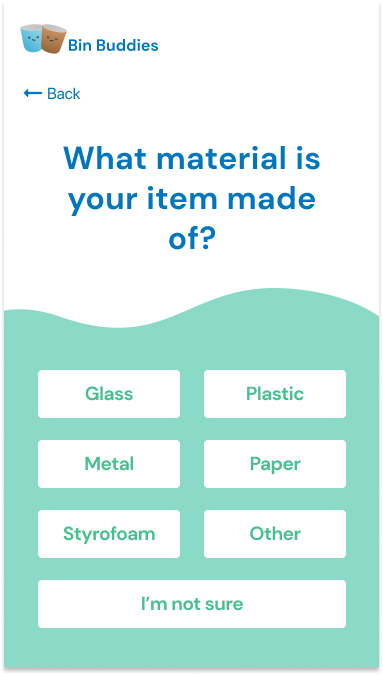 Bin Buddies
Back
What material is
your item made
of?
Glass
Plastic
Metal
Paper
Styrofoam
Other
I’m not sure